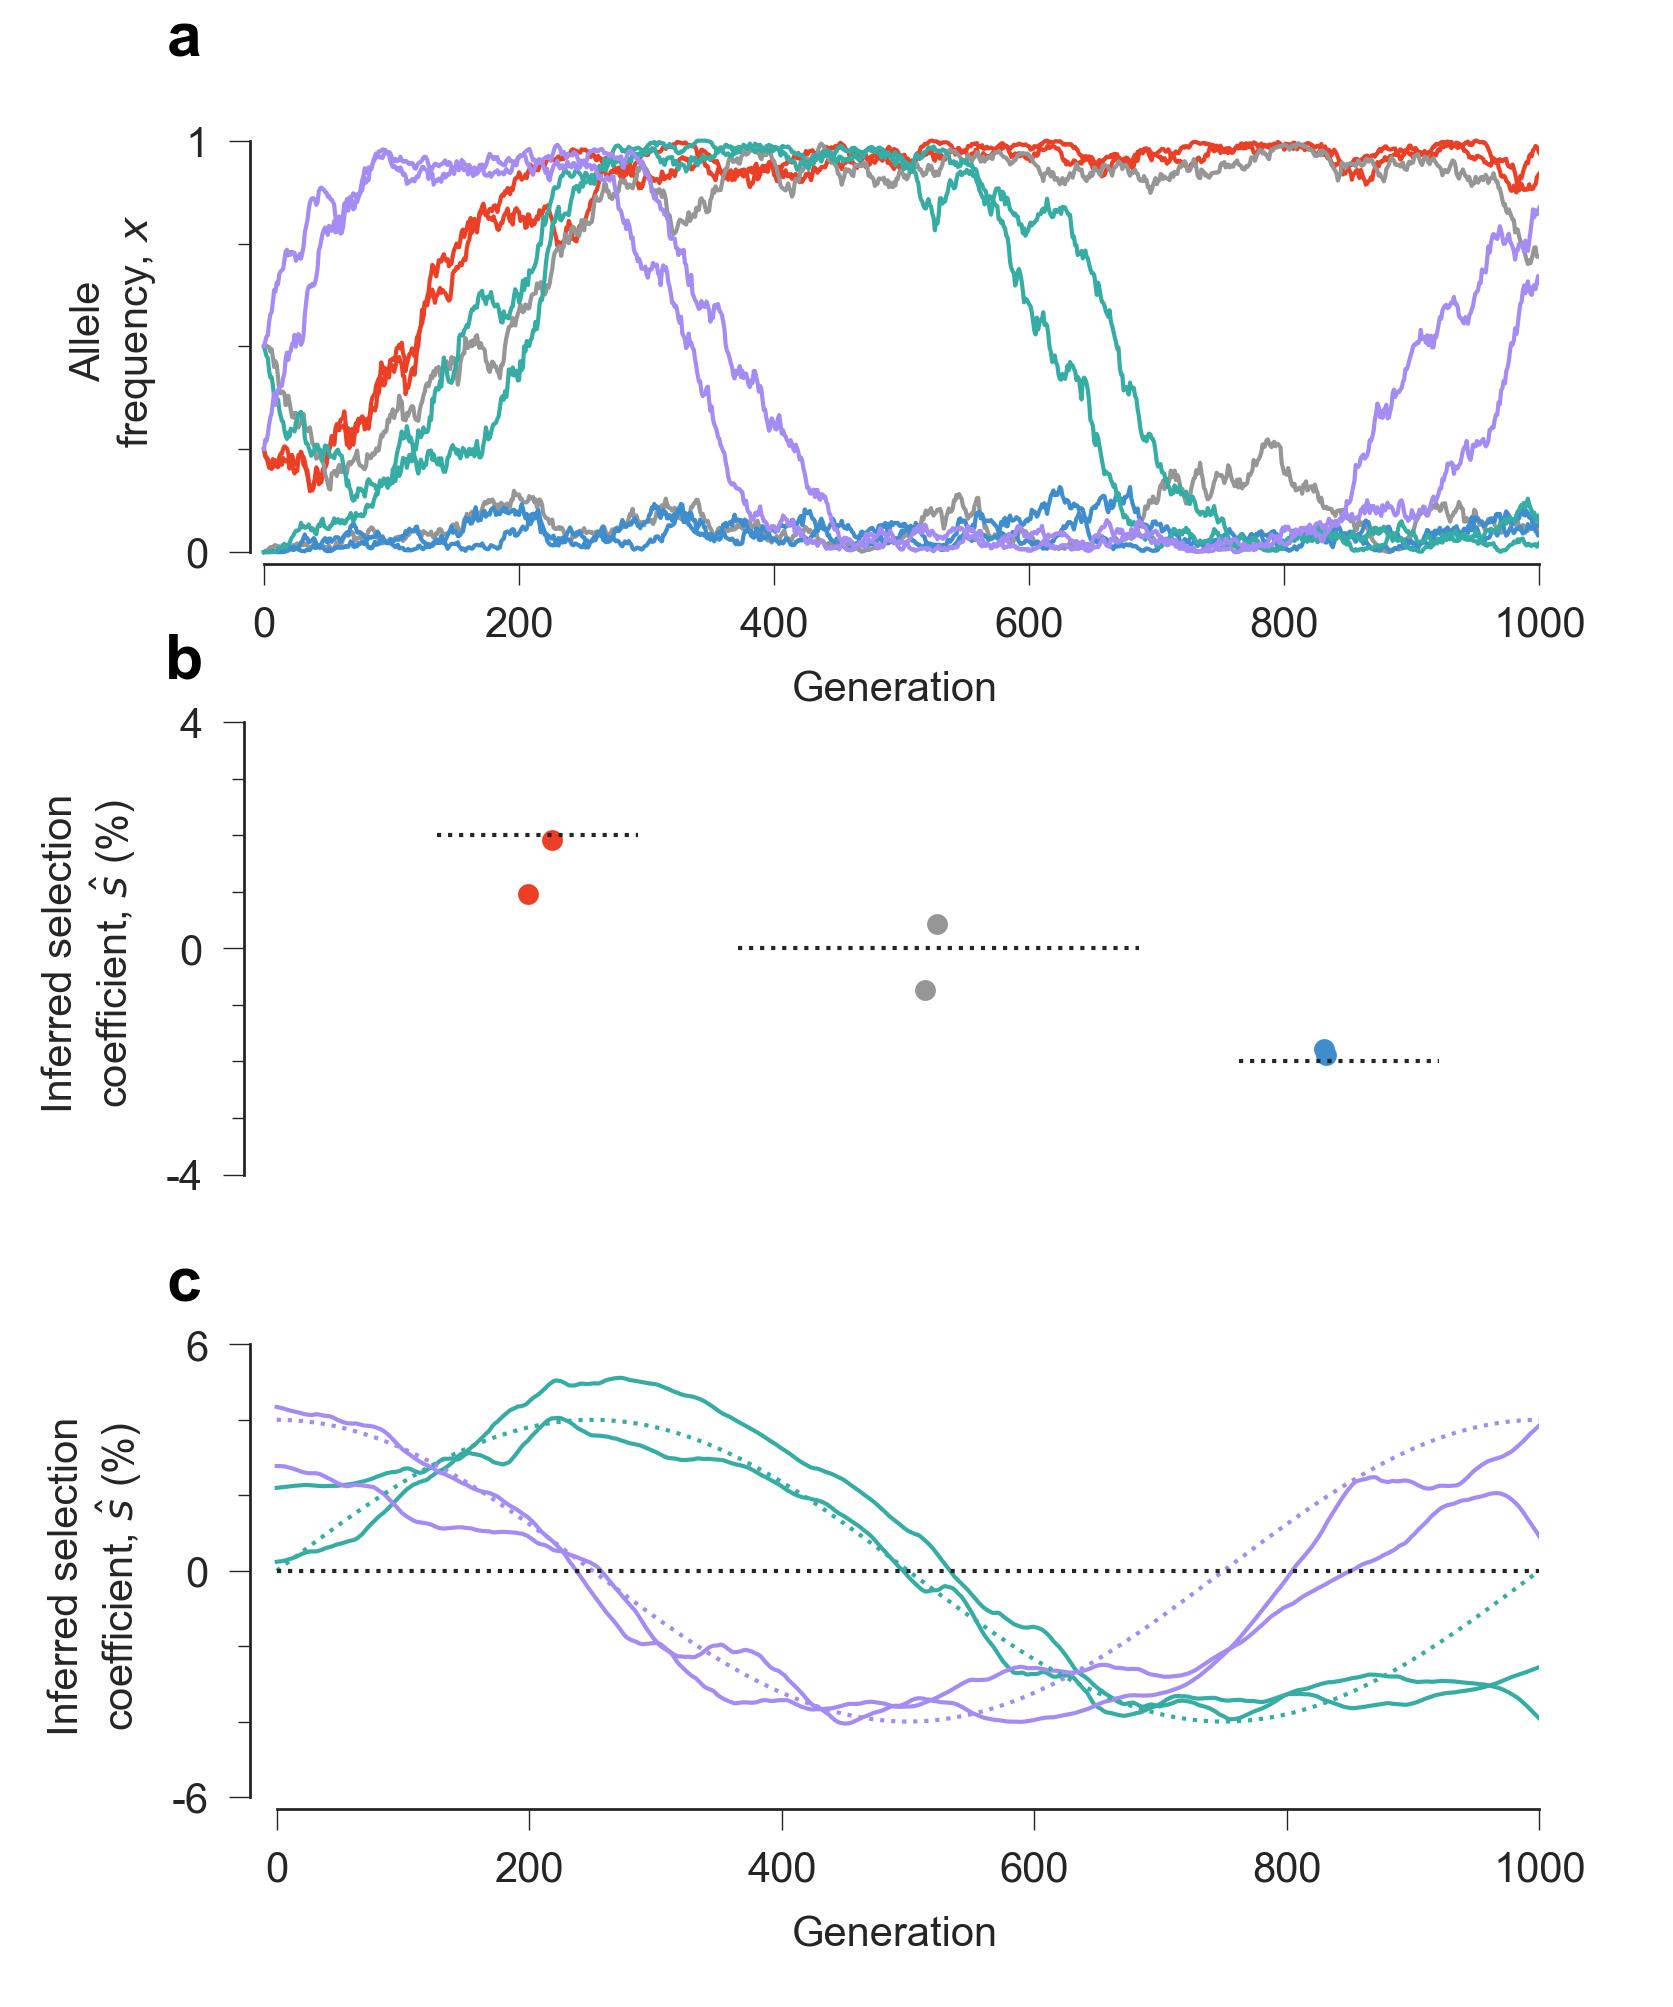 a
Allele
frequency, x
1
0
0 200 400 600 800 1000
Generation
b
Inferred selection
coefficient, ŝ (%)
4
0
-4
c
Inferred selection
coefficient, ŝ (%)
6
0
-6
0 200 400 600 800 1000
Generation